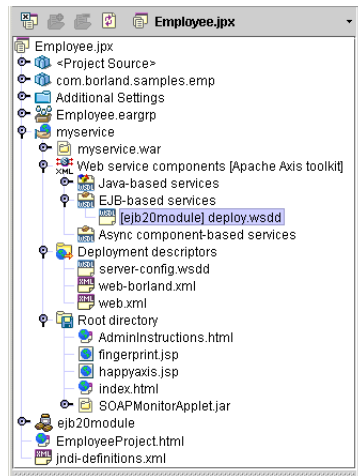 Employee.jpx
Employee.jpx
<Project Source>
com.borland.samples.emp
Additional Settings
Employee.eargrp
myservice
myservice.war
Web service components [Apache Axis toolkit]
Java-based services
EJB-based services
[ejb20module] deploy.wsdd
Async component-based services
Deployment descriptors
server-config.wsdd
web-borland.xml
web.xml
Root directory
AdminInstructions.html
fingerprint.jsp
happyaxis.jsp
index.html
SOAPMonitorApplet.jar
ejb20module
EmployeeProject.html
jndi-definitions.xml